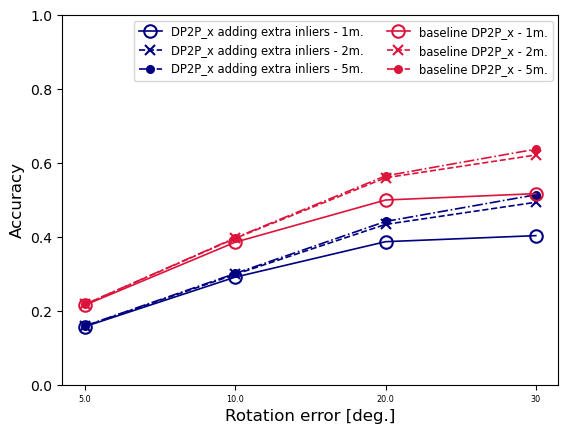 1.0
0.8
0.6
0.4
0.2
0.0
Accuracy
DP2P_x adding extra inliers - 1m.
DP2P_x adding extra inliers - 2m.
DP2P_x adding extra inliers - 5m.
baseline DP2P_x - 1m.
baseline DP2P_x - 2m.
baseline DP2P_x - 5m.
5.0 10.0 20.0 30
Rotation error [deg.]